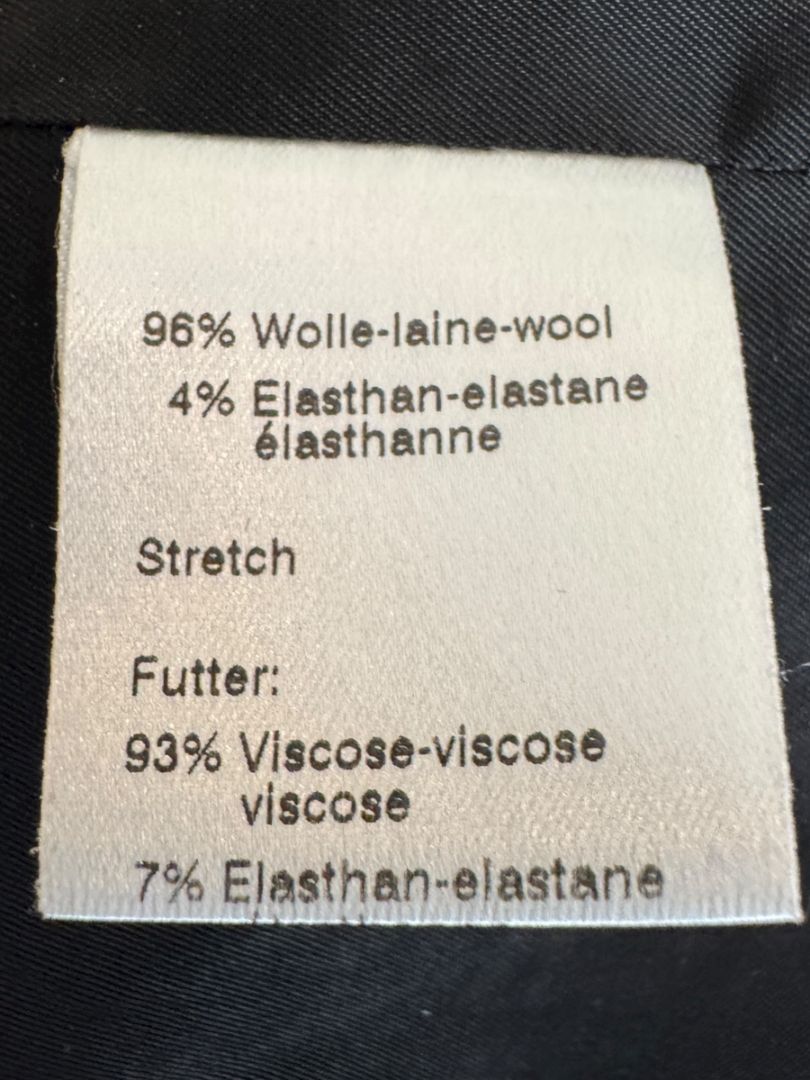 96% Wolle-laine-wool
4% Elasthan-elastane
élasthanne
Stretch
Futter:
93% Viscose-viscose
viscose
7% Elasthan-elastane